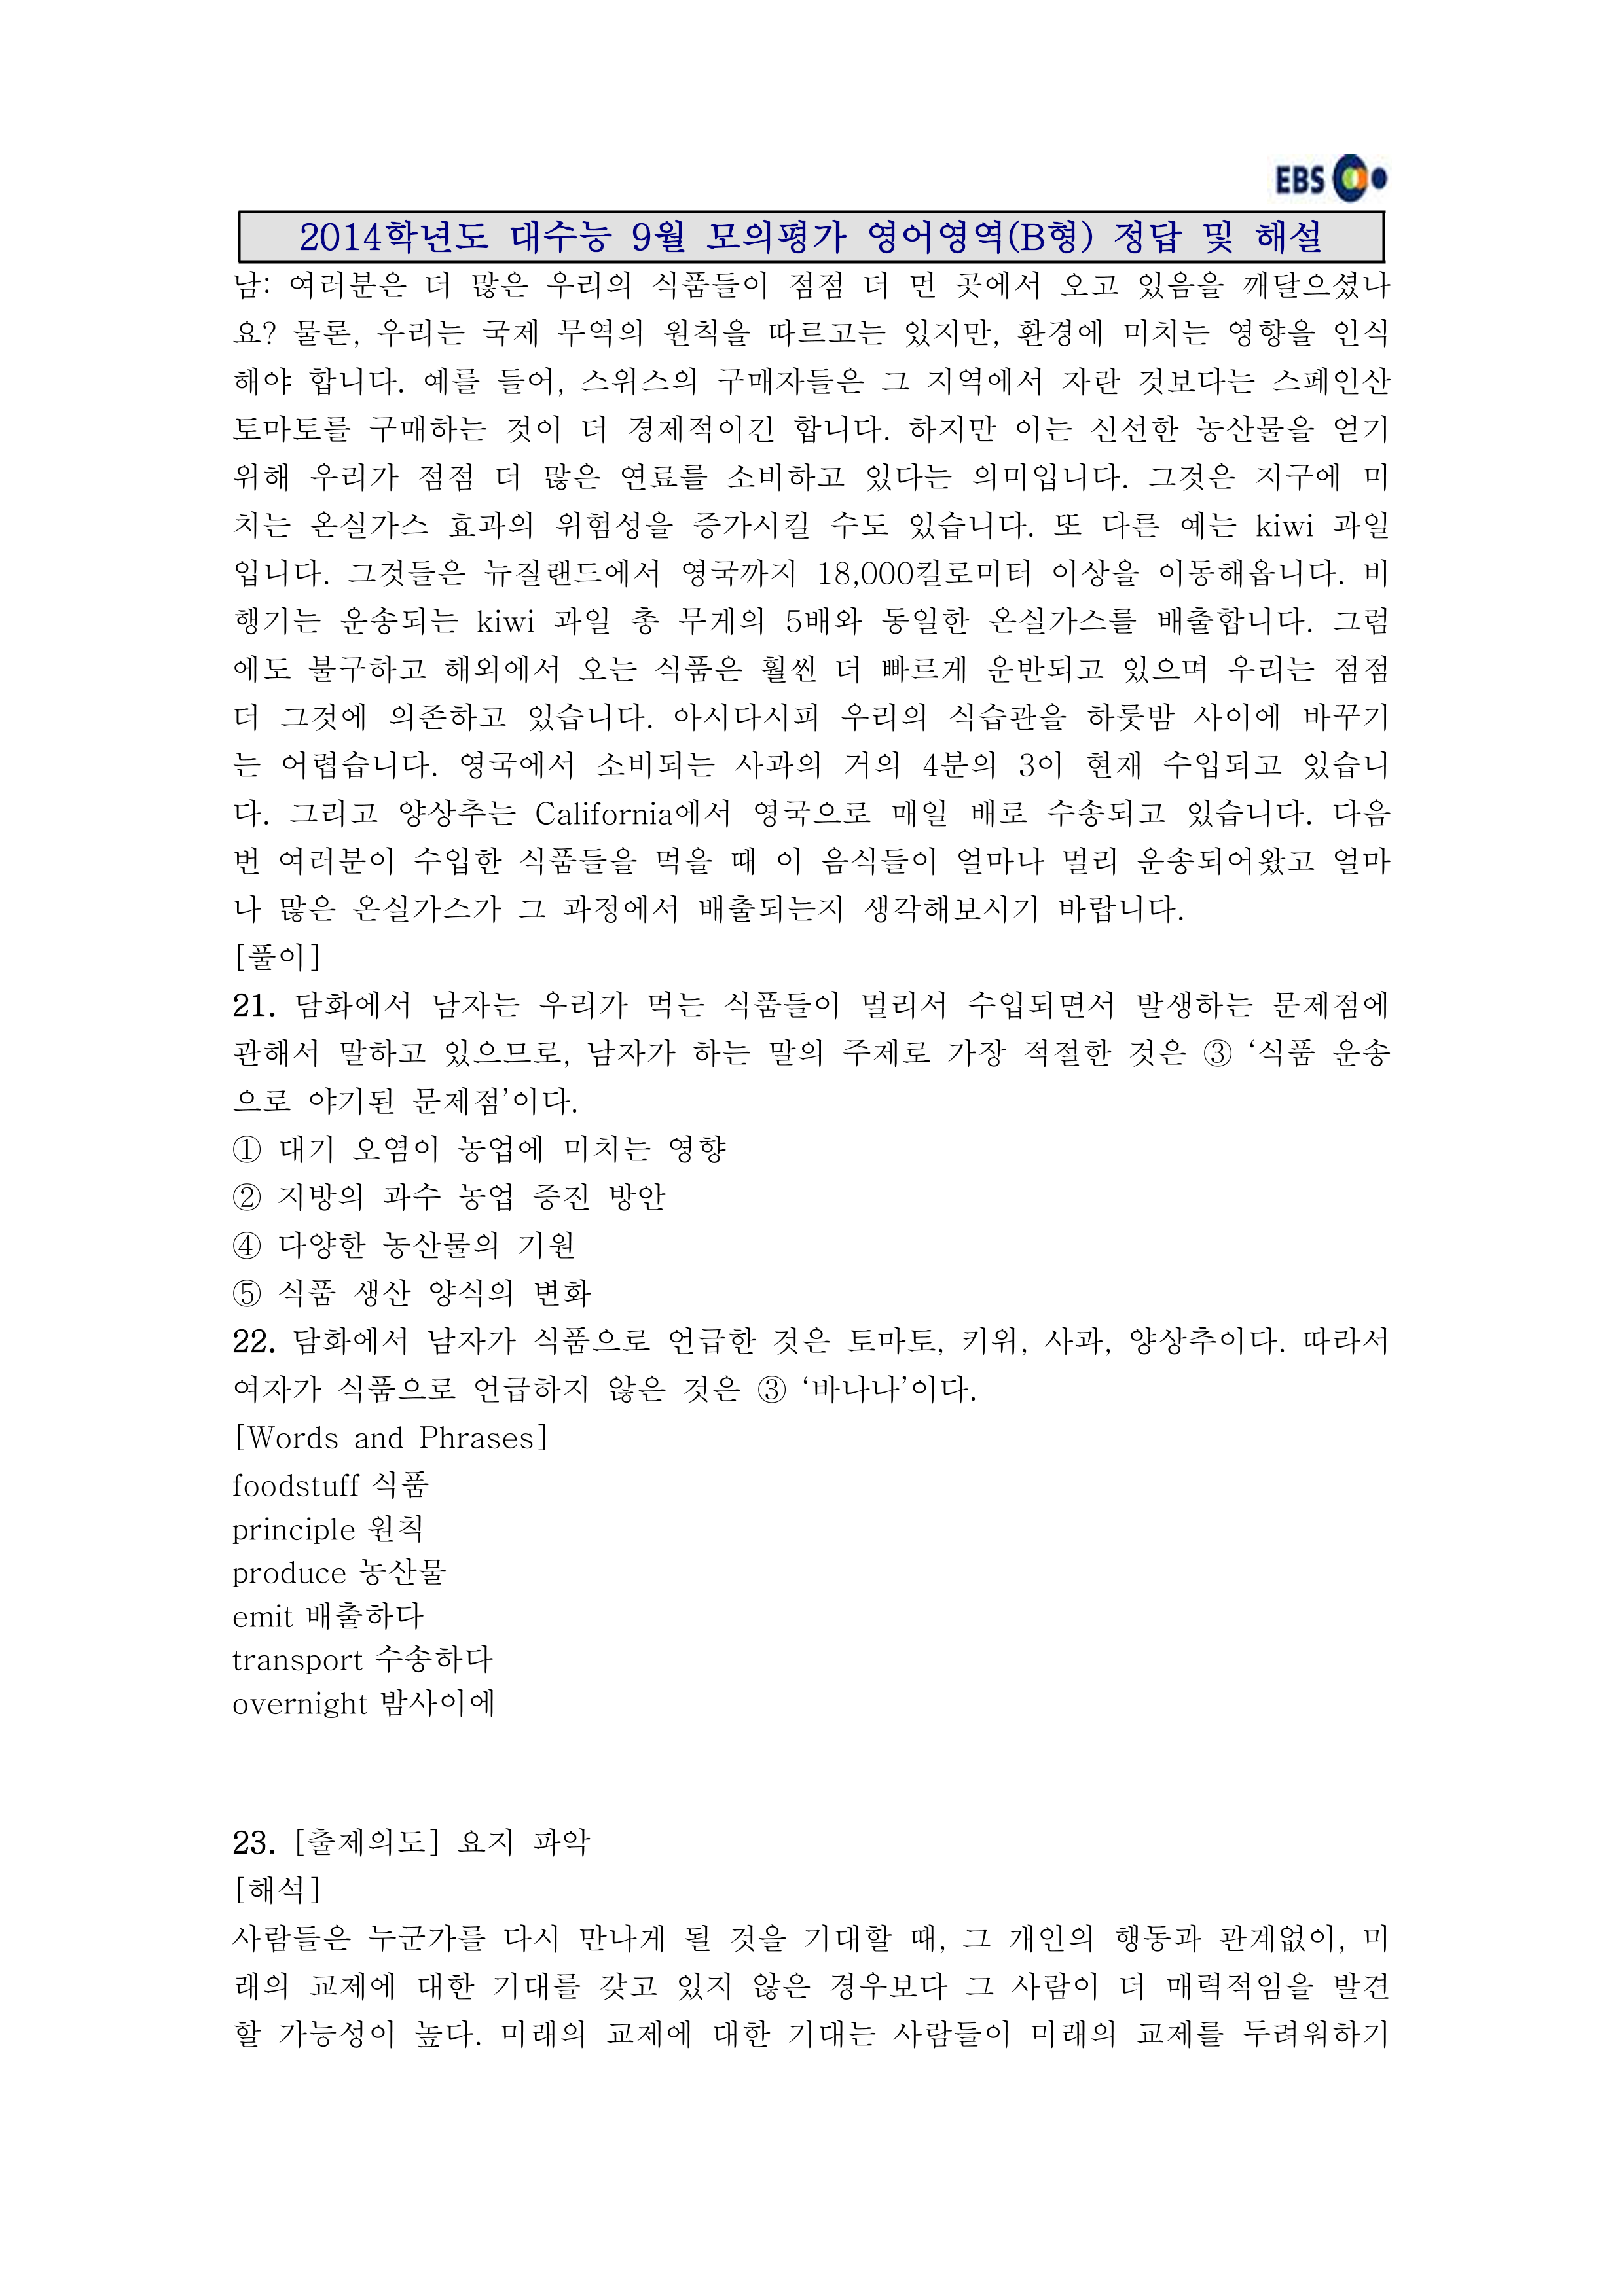 EBS
2014학년도 대수능 9월 모의평가 영어영역(B형) 정답 및 해설
남: 여러분은 더 많은 우리의 식품들이 점점 더 먼 곳에서 오고 있음을 깨달으셨나
요? 물론, 우리는 국제 무역의 원칙을 따르고는 있지만, 환경에 미치는 영향을 인식
해야 합니다. 예를 들어, 스위스의 구매자들은 그 지역에서 자란 것보다는 스페인산
토마토를 구매하는 것이 더 경제적이긴 합니다. 하지만 이는 신선한 농산물을 얻기
위해 우리가 점점 더 많은 연료를 소비하고 있다는 의미입니다. 그것은 지구에 미
치는 온실가스 효과의 위험성을 증가시킬 수도 있습니다. 또 다른 예는 kiwi 과일
입니다. 그것들은 뉴질랜드에서 영국까지 18,000킬로미터 이상을 이동해옵니다. 비
행기는 운송되는 kiwi 과일 총 무게의 5배와 동일한 온실가스를 배출합니다. 그럼
에도 불구하고 해외에서 오는 식품은 훨씬 더 빠르게 운반되고 있으며 우리는 점점
더 그것에 의존하고 있습니다. 아시다시피 우리의 식습관을 하룻밤 사이에 바꾸기
는 어렵습니다. 영국에서 소비되는 사과의 거의 4분의 3이 현재 수입되고 있습니
다. 그리고 양상추는 California에서 영국으로 매일 배로 수송되고 있습니다. 다음
번 여러분이 수입한 식품들을 먹을 때 이 음식들이 얼마나 멀리 운송되어왔고 얼마
나 많은 온실가스가 그 과정에서 배출되는지 생각해보시기 바랍니다.
[풀이]
21. 담화에서 남자는 우리가 먹는 식품들이 멀리서 수입되면서 발생하는 문제점에
관해서 말하고 있으므로, 남자가 하는 말의 주제로 가장 적절한 것은 ③ ‘식품 운송
으로 야기된 문제점’이다.
① 대기 오염이 농업에 미치는 영향
② 지방의 과수 농업 증진 방안
④ 다양한 농산물의 기원
⑤ 식품 생산 양식의 변화
22. 담화에서 남자가 식품으로 언급한 것은 토마토, 키위, 사과, 양상추이다. 따라서
여자가 식품으로 언급하지 않은 것은 ③ ‘바나나’이다.
[Words and Phrases]
foodstuff 식품
principle 원칙
produce 농산물
emit 배출하다
transport 수송하다
overnight 밤사이에
23. [출제의도] 요지 파악
[해석]
사람들은 누군가를 다시 만나게 될 것을 기대할 때, 그 개인의 행동과 관계없이, 미
래의 교제에 대한 기대를 갖고 있지 않은 경우보다 그 사람이 더 매력적임을 발견
할 가능성이 높다. 미래의 교제에 대한 기대는 사람들이 미래의 교제를 두려워하기